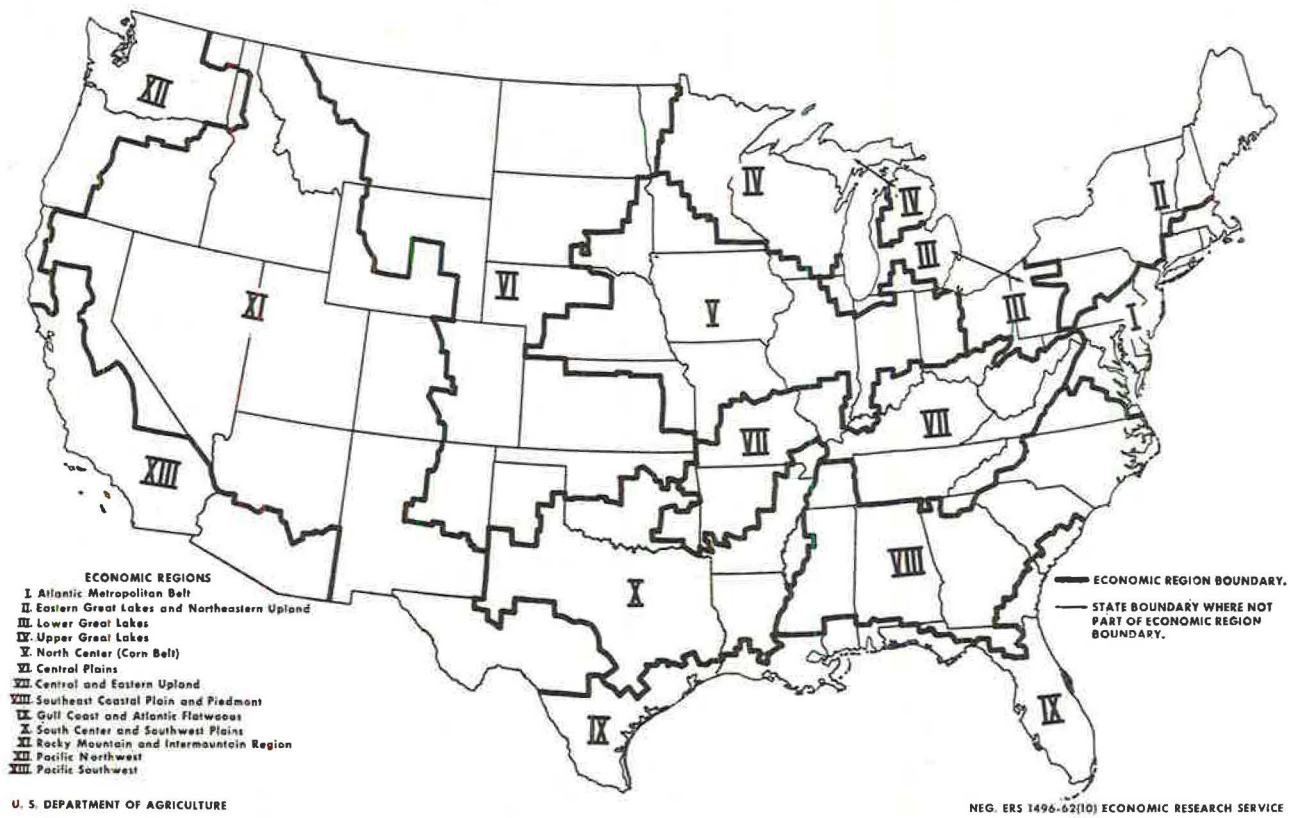 XII
IV
II
IV
III
VI
XI
V
III
I
VII
VII
XIII
VIII
X
IX
IX
ECONOMIC REGIONS
I. Atlantic Metropolitan Belt
II. Eastern Great Lakes and Northeastern Upland
III. Lower Great Lakes
IV. Upper Great Lakes
V. North Center (Corn Belt)
VI. Central Plains
VII. Central and Eastern Upland
VIII. Southeast Coastal Plain and Piedmont
IX. Gulf Coast and Atlantic Flatwoods
X. South Center and Southwest Plains
XI. Rocky Mountain and Intermountain Region
XII. Pacific Northwest
XIII. Pacific Southwest
ECONOMIC REGION BOUNDARY.
STATE BOUNDARY WHERE NOT
PART OF ECONOMIC REGION
BOUNDARY.
U. S. DEPARTMENT OF AGRICULTURE
NEG. ERS 1496-62(10) ECONOMIC RESEARCH SERVICE